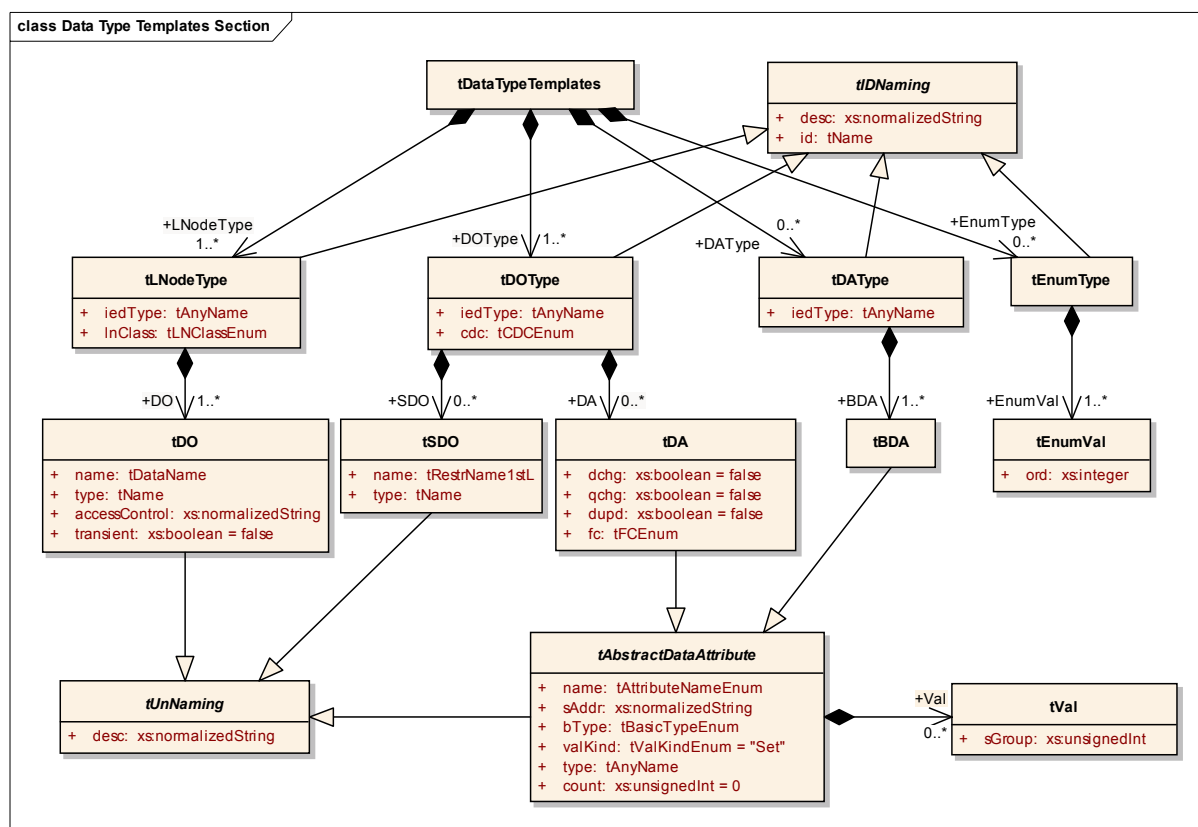 class Data Type Templates Section
tDataTypeTemplates
tIDNaming
+ desc: xs:normalizedString
+ id: tName
+LNodeType
1..*
+DOType
1..*
0..*
+DAType
+EnumType
0..*
tLNodeType
+ iedType: tAnyName
+ lnClass: tLNClassEnum
tDOType
+ iedType: tAnyName
+ cdc: tCDCEnum
tDAType
+ iedType: tAnyName
tEnumType
+DO
1..*
+SDO
0..*
+DA
0..*
+BDA
1..*
+EnumVal
1..*
tDO
+ name: tDataName
+ type: tName
+ accessControl: xs:normalizedString
+ transient: xs:boolean = false
tSDO
+ name: tRestrName1stL
+ type: tName
tDA
+ dchg: xs:boolean = false
+ qchg: xs:boolean = false
+ dupd: xs:boolean = false
+ fc: tFCEnum
tBDA
tEnumVal
+ ord: xs:integer
tUnNaming
+ desc: xs:normalizedString
tAbstractDataAttribute
+ name: tAttributeNameEnum
+ sAddr: xs:normalizedString
+ bType: tBasicTypeEnum
+ valKind: tValKindEnum = "Set"
+ type: tAnyName
+ count: xs:unsignedInt = 0
+Val
0..*
tVal
+ sGroup: xs:unsignedInt